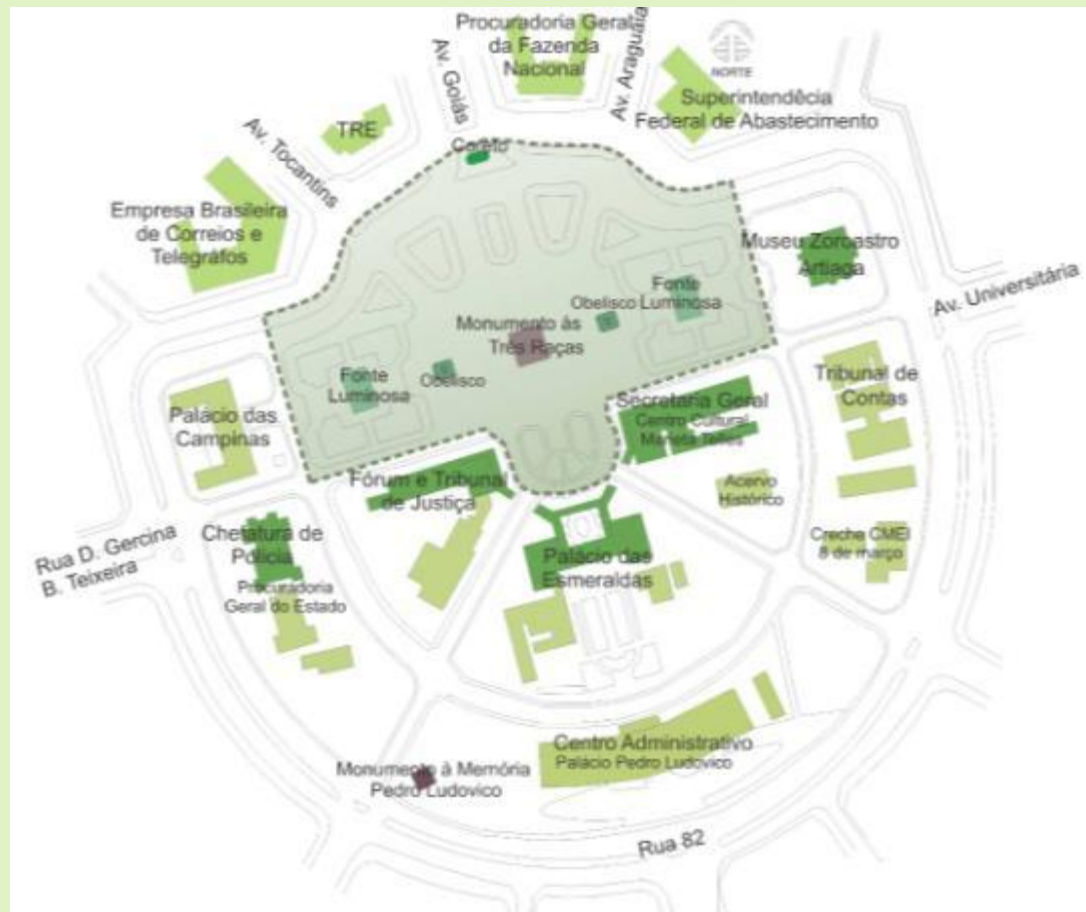 Procuradoria Geral
da Fazenda
Nacional
Av. Goiás
Av. Araguaia
NORTE
Superintendêcia
Federal de Abastecimento
TRE
Coreto
Av. Tocantins
Empresa Brasileira
de Correios e
Telegráfos
Museu Zoroastro
Artiaga
Av. Universitária
Fonte
Luminosa
Obelisco
Monumento às
Três Raças
Fonte
Luminosa
Obelisco
Palácio das
Campinas
Secretaria Geral
Centro Cultural
Marieta Telles
Tribunal de
Contas
Fórum e Tribunal
de Justiça
Acervo
Histórico
Rua D. Gercina
B. Teixeira
Chefatura de
Polícia
Procuradoria
Geral do Estado
Palácio das
Esmeraldas
Creche CMEI
8 de março
Centro Administrativo
Palácio Pedro Ludovico
Monumento à Memória
Pedro Ludovico
Rua 82